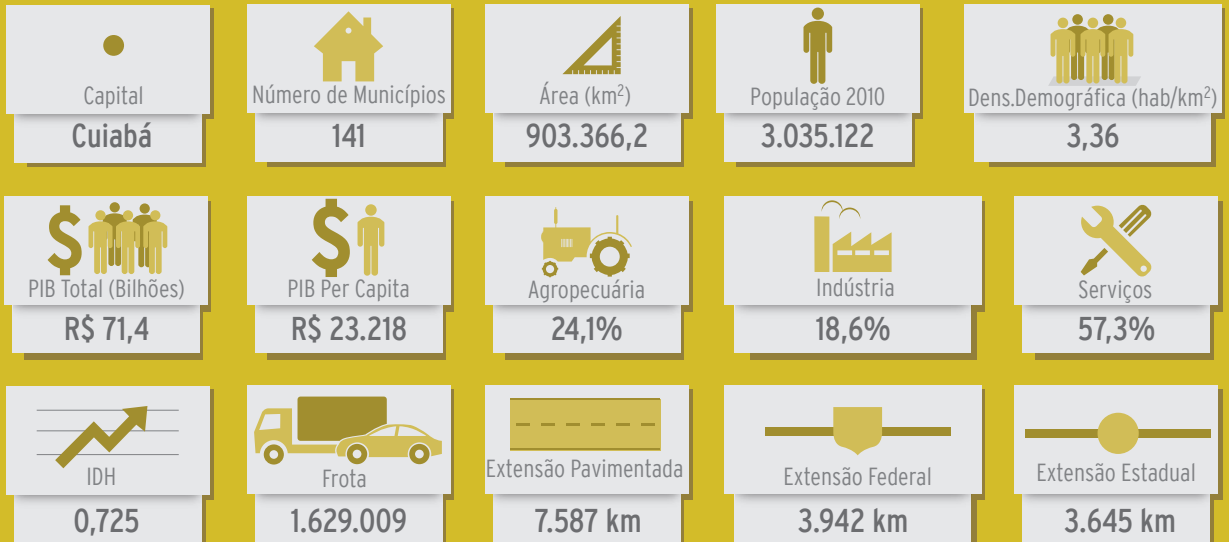 Capital
Cuiabá
Número de Municípios
141
Área (km²)
903.366,2
População 2010
3.035.122
Dens.Demográfica (hab/km²)
3,36
PIB Total (Bilhões)
R$ 71,4
PIB Per Capita
R$ 23.218
Agropecuária
24,1%
Indústria
18,6%
Serviços
57,3%
IDH
0,725
Frota
1.629.009
Extensão Pavimentada
7.587 km
Extensão Federal
3.942 km
Extensão Estadual
3.645 km